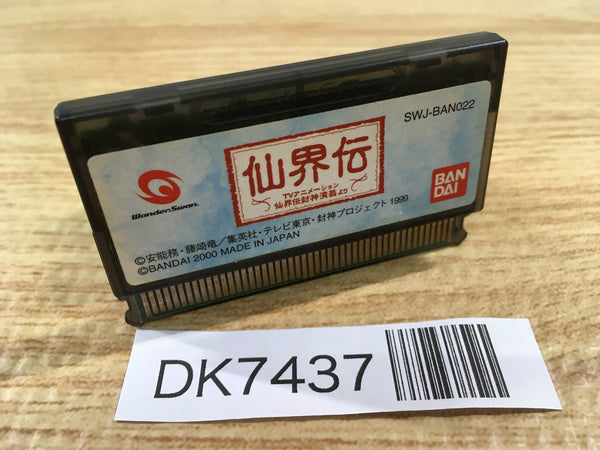 SWJ-BAN022
仙界伝
TVアニメーション
仙界伝封神演義より
WonderSwan
BAN
DAI
©安能務・藤崎竜／集英社・テレビ東京・封神プロジェクト 1999
©BANDAI 2000 MADE IN JAPAN
DK7437